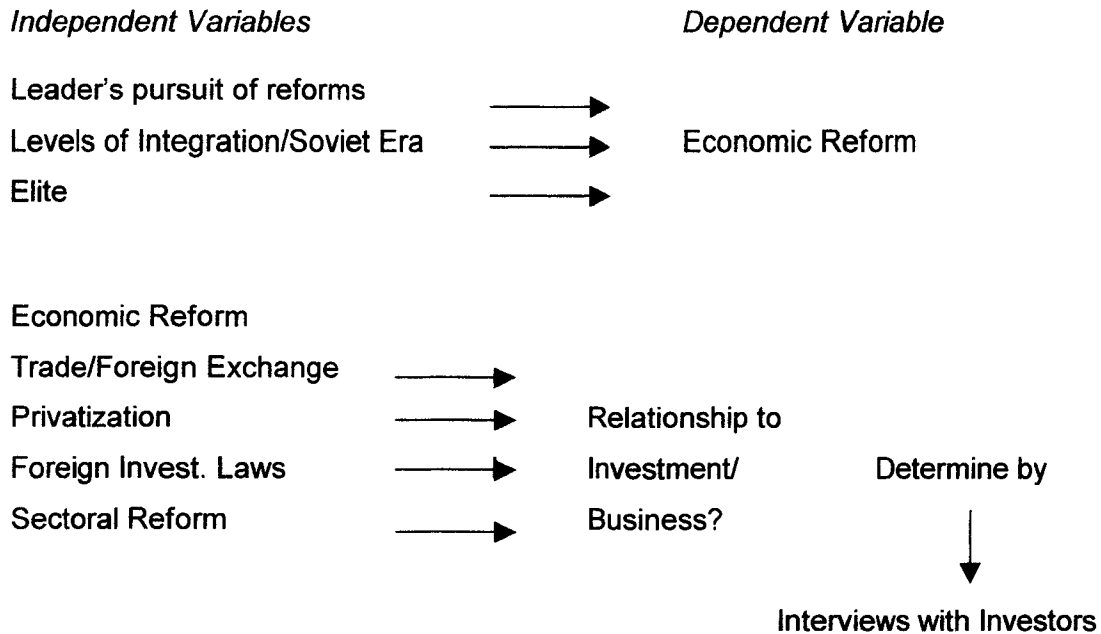 Independent Variables Dependent Variable
Leader's pursuit of reforms
Levels of Integration/Soviet Era Economic Reform
Elite
Economic Reform
Trade/Foreign Exchange
Privatization Relationship to
Foreign Invest. Laws Investment/ Determine by
Sectoral Reform Business?
Interviews with Investors